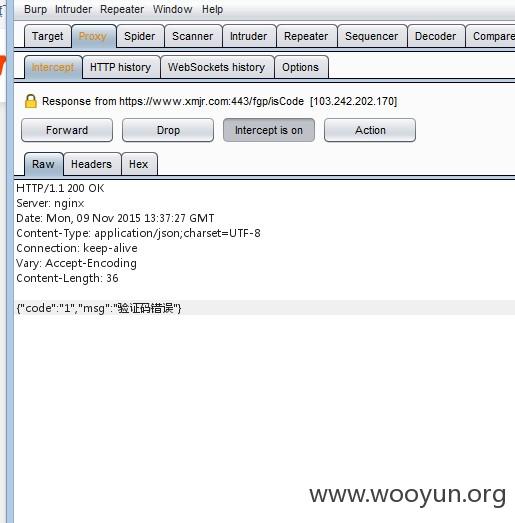 Burp Intruder Repeater Window Help
Target Proxy Spider Scanner Intruder Repeater Sequencer Decoder Compare
Intercept HTTP history WebSockets history Options
Response from https://www.xmjr.com:443/fgp/isCode [103.242.202.170]
Forward Drop Intercept is on Action
Raw Headers Hex
HTTP/1.1 200 OK
Server: nginx
Date: Mon, 09 Nov 2015 13:37:27 GMT
Content-Type: application/json;charset=UTF-8
Connection: keep-alive
Vary: Accept-Encoding
Content-Length: 36
{"code":"1","msg":"验证码错误"}
www.wooyun.org